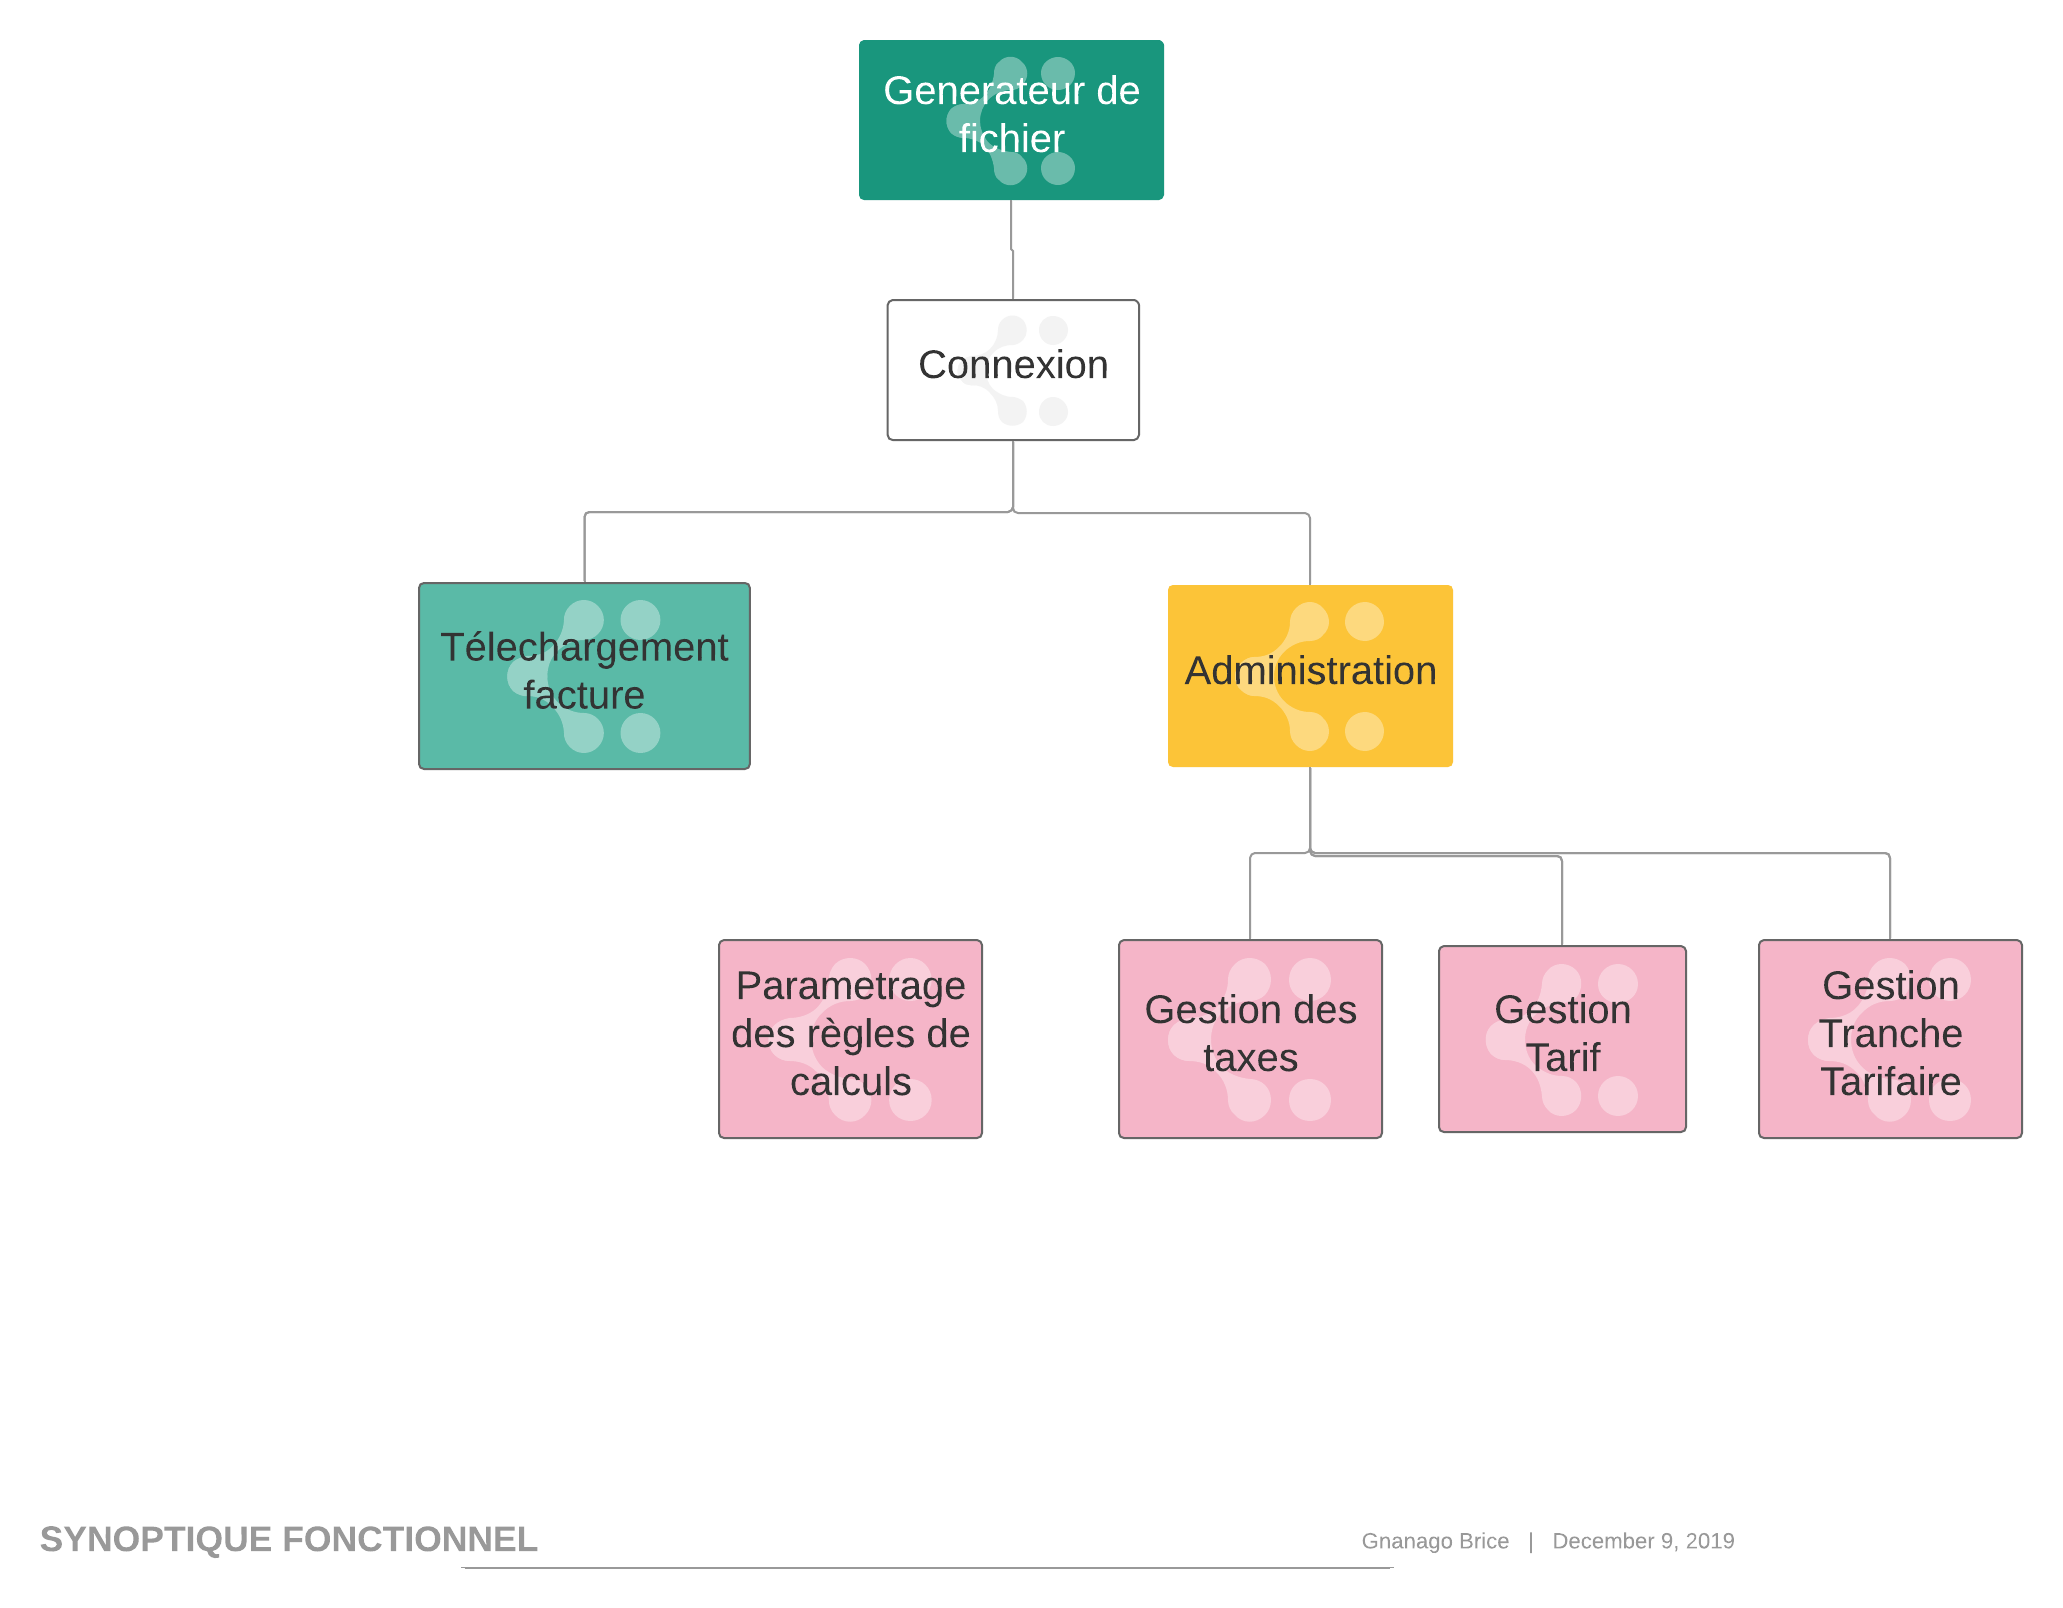 Generateur de
fichier
Connexion
Télechargement
facture
Administration
Parametrage
des règles de
calculs
Gestion des
taxes
Gestion
Tarif
Gestion
Tranche
Tarifaire
SYNOPTIQUE FONCTIONNEL
Gnanago Brice | December 9, 2019